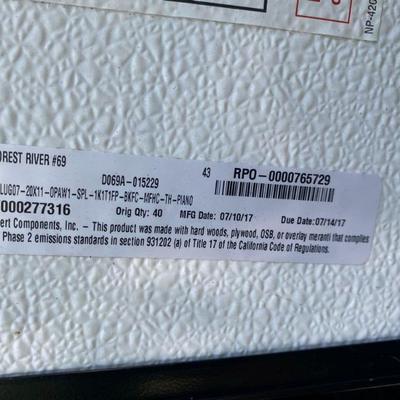 OREST RIVER #69
D069A-015229 43 RPO-0000765729
LUG07-20X11-OPAW1-SPL-1K1T1FP-BKFC-MFHC-TH-PIANO
000277316 Orig Qty: 40 MFG Date: 07/10/17 Due Date: 07/14/17
ert Components, Inc. - This product was made with hard woods, plywood, OSB, or overlay meranti that complies
Phase 2 emissions standards in section 931202 (a) of Title 17 of the California Code of Regulations.
NP-420